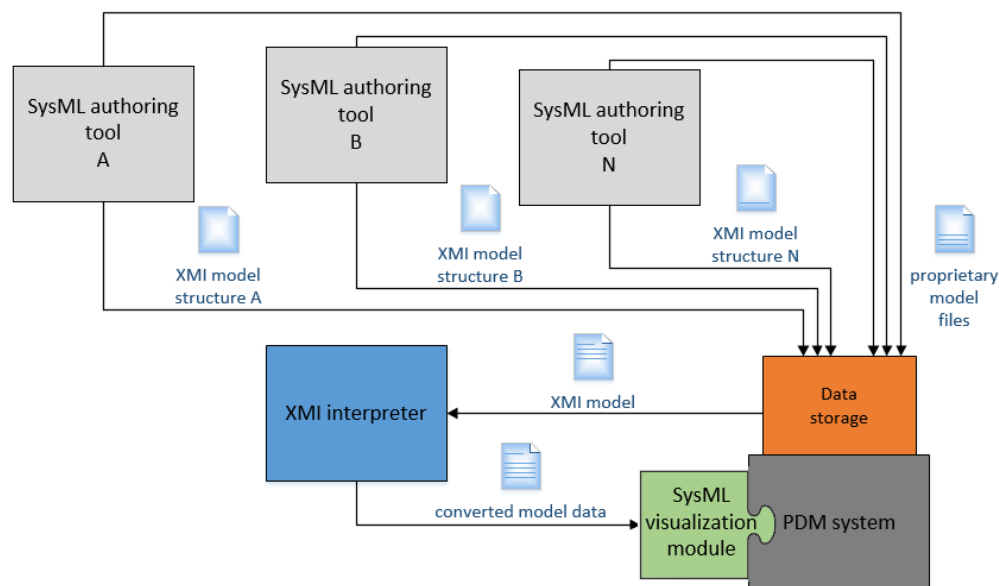 SysML authoring
tool
A
SysML authoring
tool
B
SysML authoring
tool
N
XMI model
structure A
XMI model
structure B
XMI model
structure N
proprietary
model
files
XMI interpreter
XMI model
Data
storage
converted model data
SysML
visualization
module
PDM system